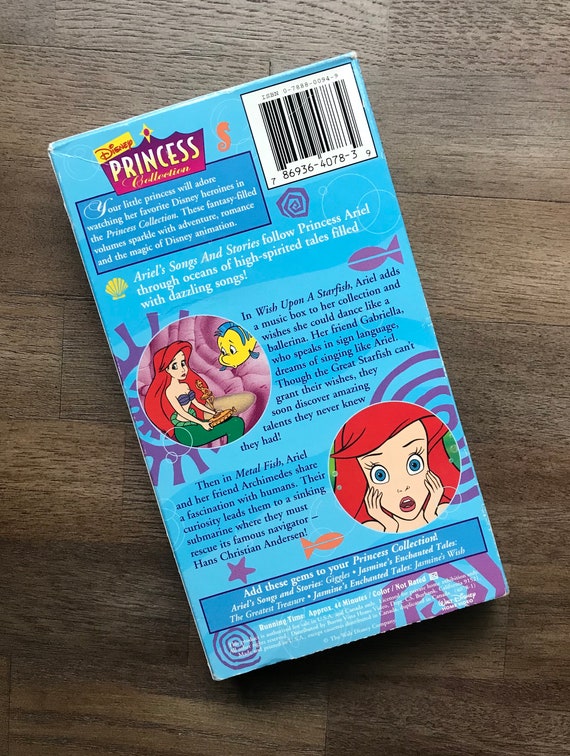 ISBN 0-7888-0094-9
7 86936-4078-3 9
Disney
PRINCESS
Collection
Your little princess will adore
watching her favorite Disney heroines in
the Princess Collection. These fantasy-filled
volumes sparkle with adventure, romance
and the magic of Disney animation.
Ariel's Songs And Stories follow Princess Ariel
through oceans of high-spirited tales filled
with dazzling songs!
In Wish Upon A Starfish, Ariel adds
a music box to her collection and
wishes she could dance like a
ballerina. Her friend Gabriella,
who speaks in sign language,
dreams of singing like Ariel.
Though the Great Starfish can't
grant their wishes, they
soon discover amazing
talents they never knew
they had!
Then in Metal Fish, Ariel
and her friend Archimedes share
a fascination with humans. Their
curiosity leads them to a sinking
submarine where they must
rescue its famous navigator –
Hans Christian Andersen!
Add these gems to your Princess Collection!
Ariel's Songs and Stories: Giggles • Jasmine's Enchanted Tales:
The Greatest Treasure • Jasmine's Enchanted Tales: Jasmine's Wish
Running Time: Approx. 44 Minutes / Color / Not Rated
© The Walt Disney Company
WALT DISNEY
HOME VIDEO